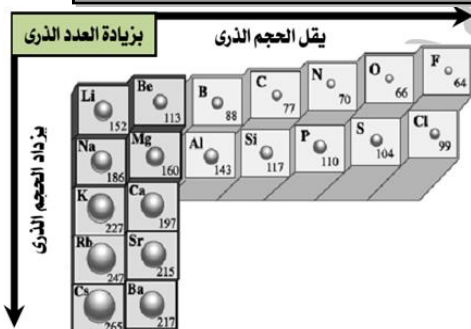 يقل الحجم الذرى
بزيادة العدد الذرى
يزداد الحجم الذرى
Li 152
Be 113
B 88
C 77
N 70
O 66
F 64
Na 186
Mg 160
Al 143
Si 117
P 110
S 104
Cl 99
K 227
Ca 197
Rb 247
Sr 215
Cs 265
Ba 217